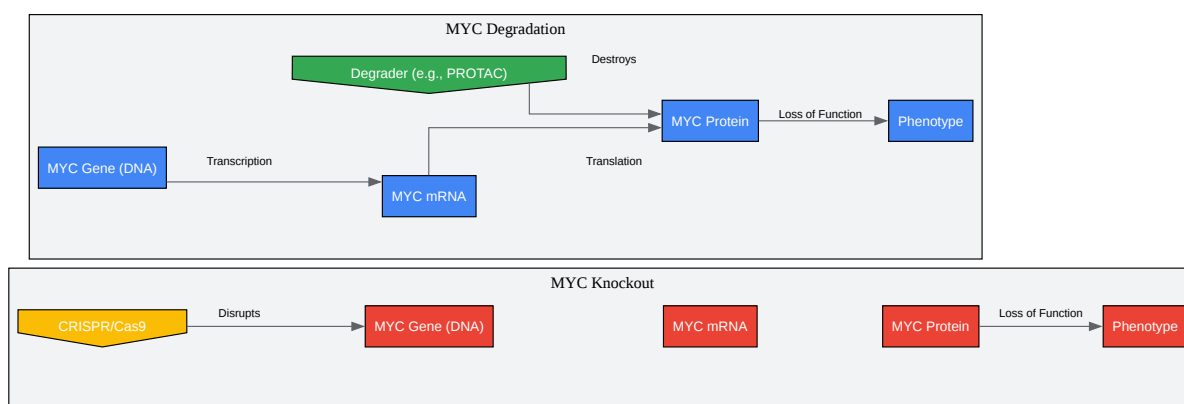 MYC Degradation
Degrader (e.g., PROTAC)
Destroys
MYC Protein
Loss of Function
Phenotype
MYC Gene (DNA)
Transcription
Translation
MYC mRNA
MYC Knockout
CRISPR/Cas9
Disrupts
MYC Gene (DNA)
MYC mRNA
MYC Protein
Loss of Function
Phenotype